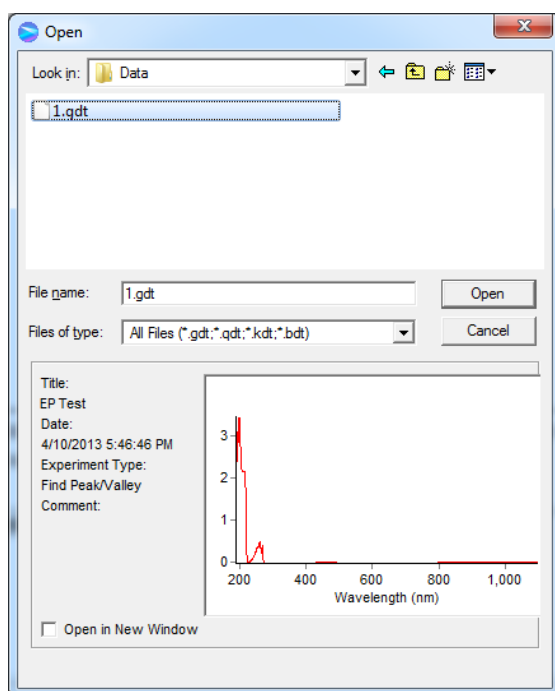 Open
Look in: Data
1.gdt
File name: 1.gdt
Open
Files of type: All Files (*.gdt;*.qdt;*.kdt;*.bdt)
Cancel
Title:
EP Test
Date:
4/10/2013 5:46:46 PM
Experiment Type:
Find Peak/Valley
Comment:
3
2
1
0
200 400 600 800 1,000
Wavelength (nm)
Open in New Window